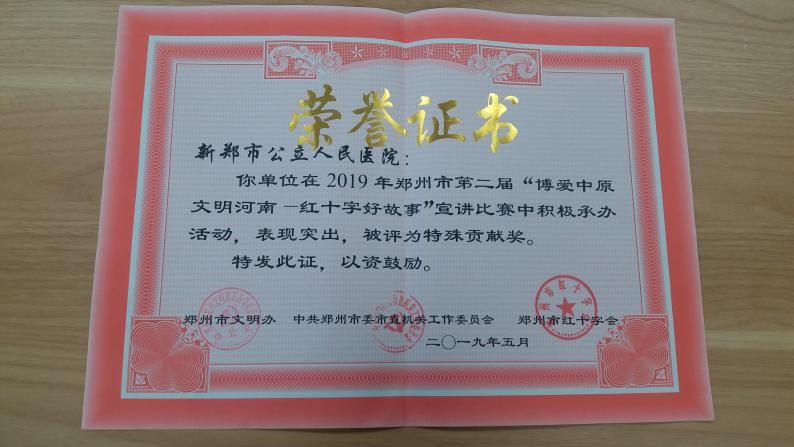 荣誉证书
新郑市公立人民医院：
你单位在2019年郑州市第二届“博爱中原
文明河南—红十字好故事”宣讲比赛中积极承办
活动，表现突出，被评为特殊贡献奖。
特发此证，以资鼓励。
郑州市文明办 中共郑州市委市直机关工作委员会 郑州市红十字会
二〇一九年五月